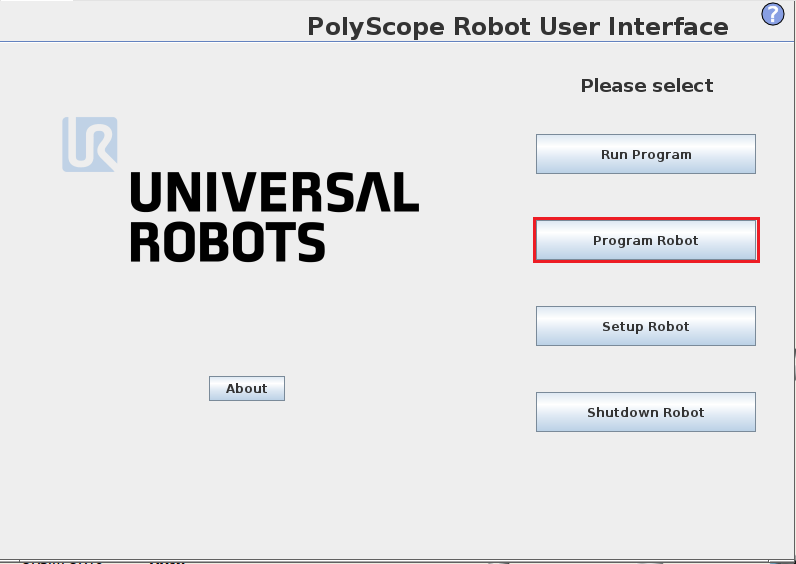 PolyScope Robot User Interface
?
Please select
UR
UNIVERSAL
ROBOTS
Run Program
Program Robot
Setup Robot
About
Shutdown Robot